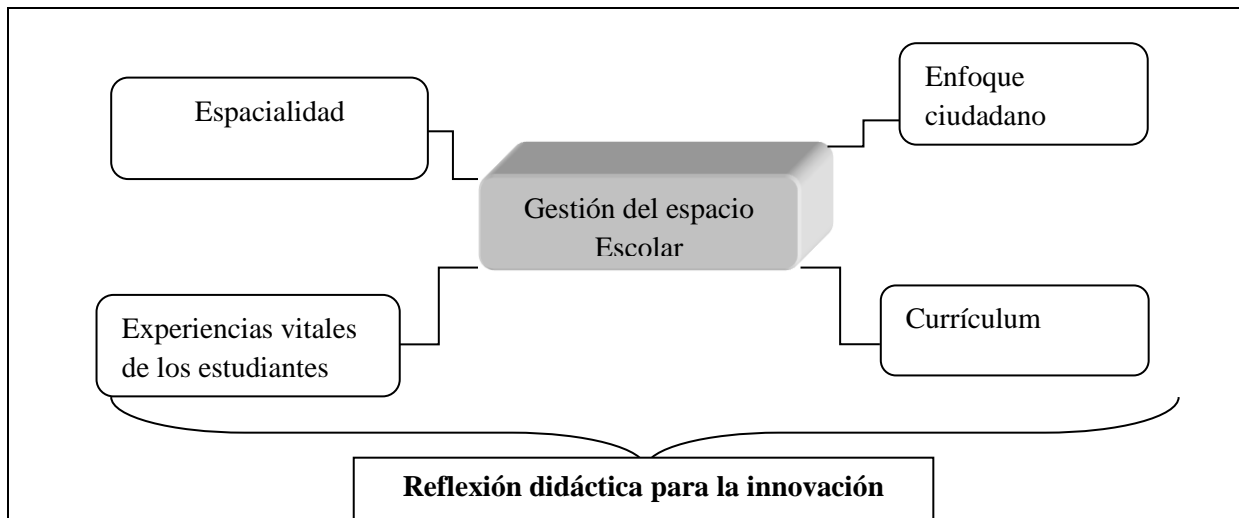 Espacialidad
Enfoque
ciudadano
Gestión del espacio
Escolar
Experiencias vitales
de los estudiantes
Currículum
Reflexión didáctica para la innovación